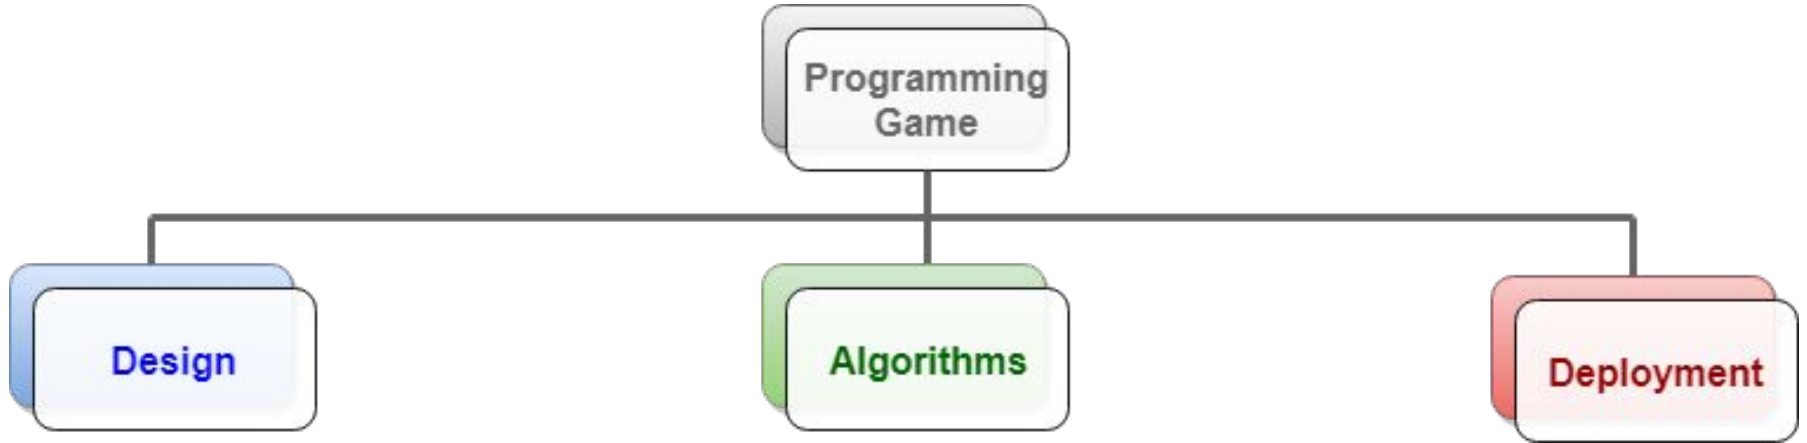 Programming
Game
Design
Algorithms
Deployment